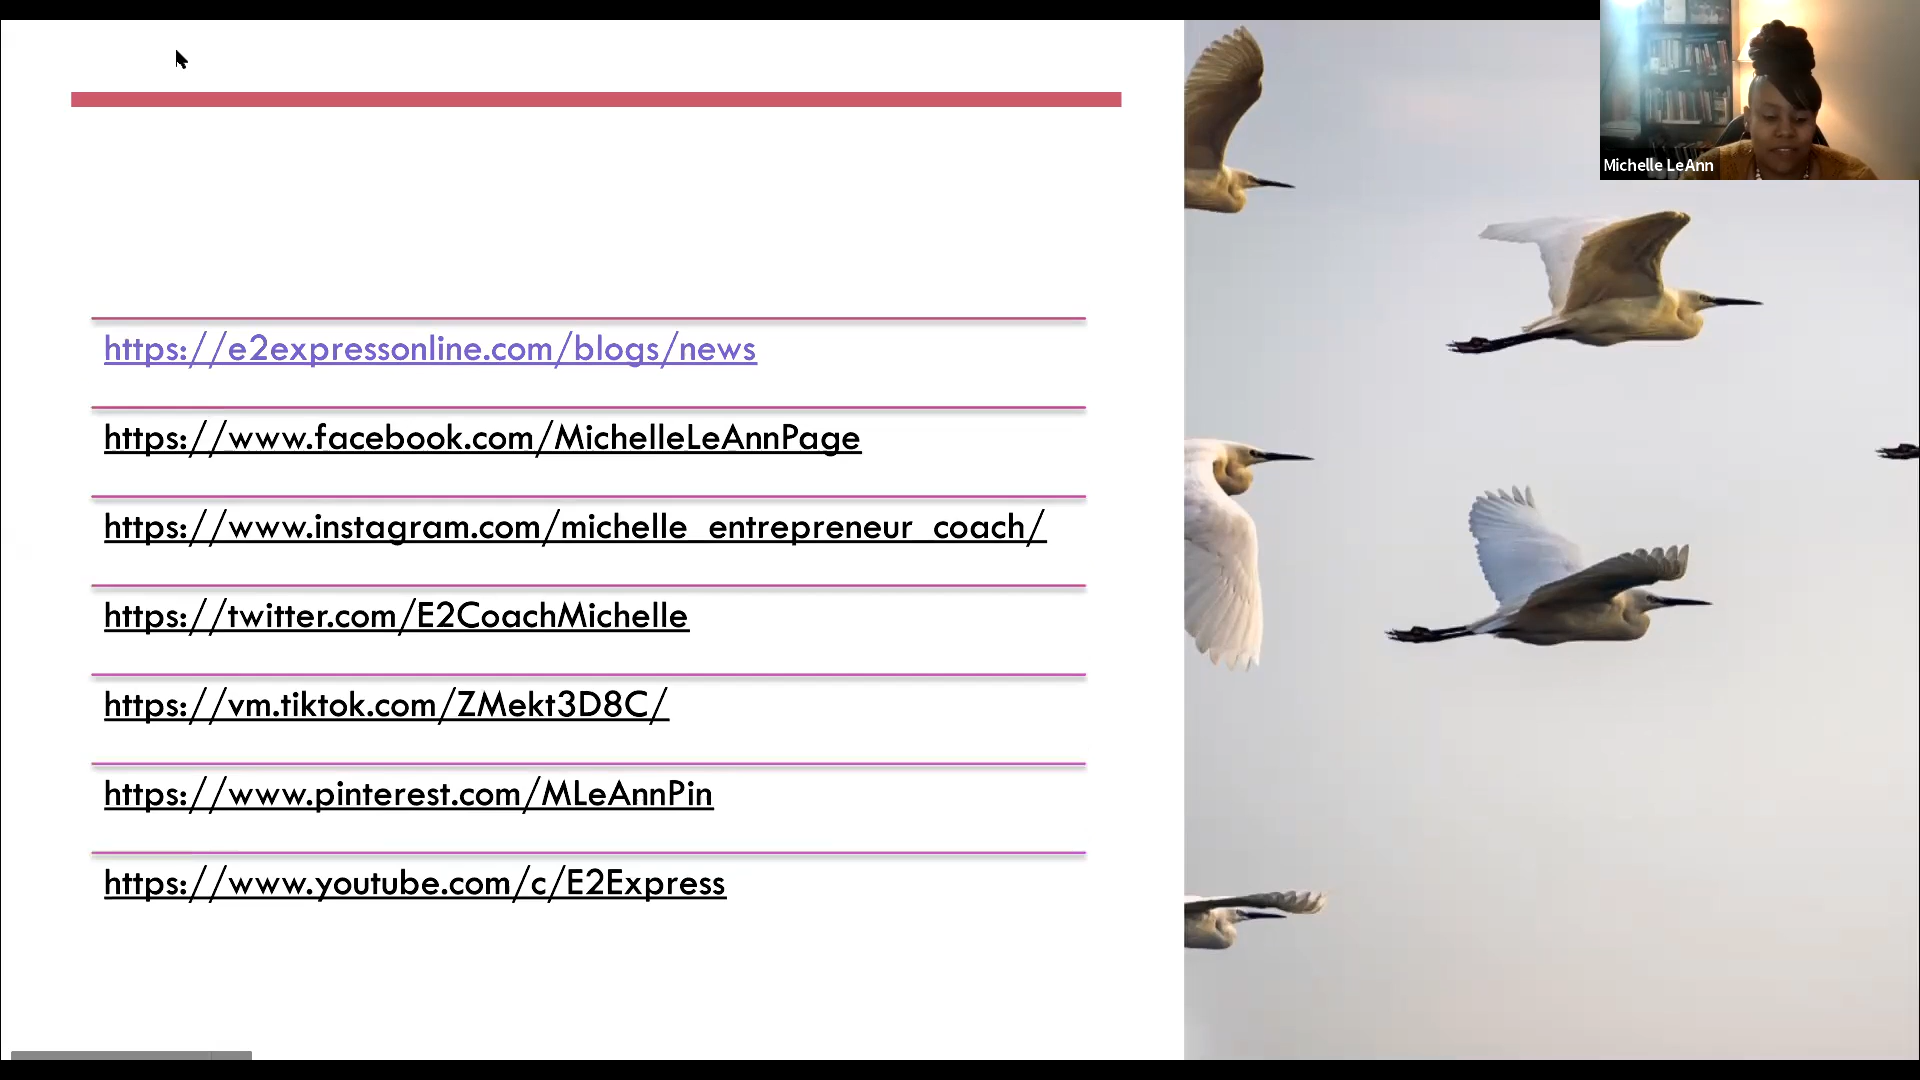 https://e2expressonline.com/blogs/news
https://www.facebook.com/MichelleLeAnnPage
https://www.instagram.com/michelle_entrepreneur_coach/
https://twitter.com/E2CoachMichelle
https://vm.tiktok.com/ZMekt3D8C/
https://www.pinterest.com/MLeAnnPin
https://www.youtube.com/c/E2Express
Michelle LeAnn